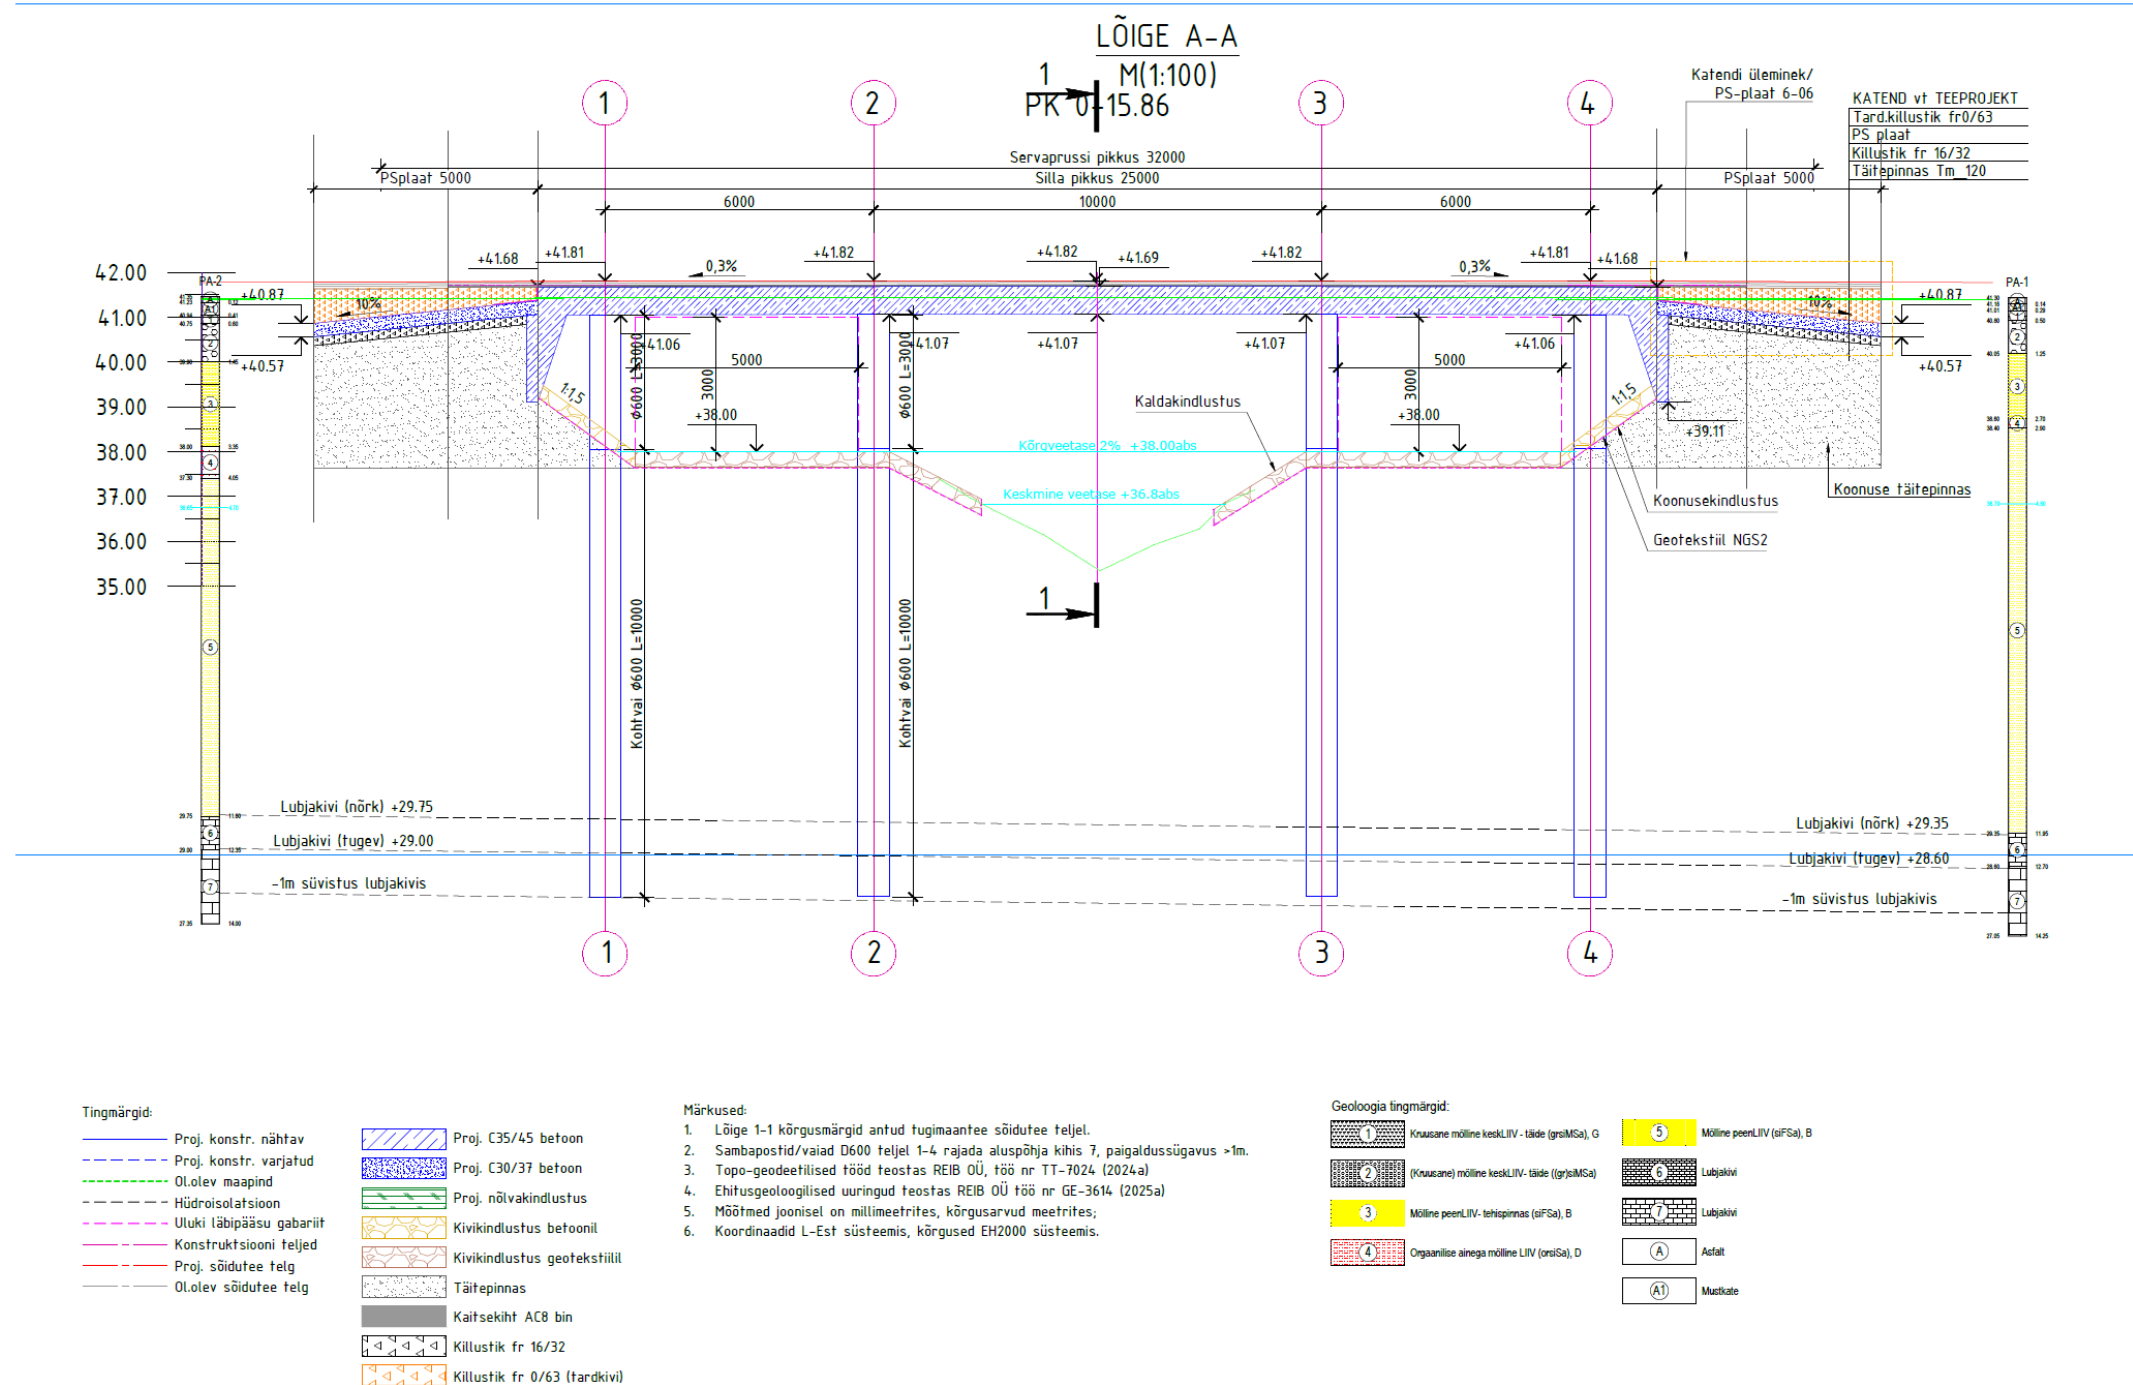 LÕIGE A-A
M(1:100)
PK 0+15.86
1
1
1
2
3
4
Katendi üleminek/
PS-plaat 6-06
KATEND vt TEEPROJEKT
Tard.killustik fr0/63
PS plaat
Killustik fr 16/32
Täitepinnas Tm_120
Servaprussi pikkus 32000
PSplaat 5000
Silla pikkus 25000
PSplaat 5000
6000
10000
6000
+41.68
+41.81
0,3%
+41.82
+41.82
+41.69
+41.82
0,3%
+41.81
+41.68
42.00
41.00
40.00
39.00
38.00
37.00
36.00
35.00
PA-2
PA-1
+40.87
10%
+40.57
+40.87
10%
+40.57
+41.06
+41.07
+41.07
+41.07
+41.06
5000
5000
3000
3000
Φ600 L=3000
Φ600 L=3000
+38.00
+38.00
1:1,5
1:1,5
+39.11
Kaldakindlustus
Kõrgveetase 2% +38.00abs
Keskmine veetase +36.8abs
Koonusekindlustus
Koonuse täitepinnas
Geotekstiil NGS2
Kohtvai Φ600 L=10000
Kohtvai Φ600 L=10000
Lubjakivi (nõrk) +29.75
Lubjakivi (tugev) +29.00
-1m süvistus lubjakivis
Lubjakivi (nõrk) +29.35
Lubjakivi (tugev) +28.60
-1m süvistus lubjakivis
1
2
3
4
Tingmärgid:
Proj. konstr. nähtav
Proj. konstr. varjatud
Ol.olev maapind
Hüdroisolatsioon
Uluki läbipääsu gabariit
Konstruktsiooni teljed
Proj. sõidutee telg
Ol.olev sõidutee telg
Proj. C35/45 betoon
Proj. C30/37 betoon
Proj. nõlvakindlustus
Kivikindlustus betoonil
Kivikindlustus geotekstiilil
Täitepinnas
Kaitsekiht AC8 bin
Killustik fr 16/32
Killustik fr 0/63 (tardkivi)
Märkused:
1. Lõige 1-1 kõrgusmärgid antud tugimaantee sõidutee teljel.
2. Sambapostid/vaiad D600 teljel 1-4 rajada aluspõhja kihis 7, paigaldussügavus >1m.
3. Topo-geodeetilised tööd teostas REIB OÜ, töö nr TT-7024 (2024a)
4. Ehitusgeoloogilised uuringud teostas REIB OÜ töö nr GE-3614 (2025a)
5. Mõõtmed joonisel on millimeetrites, kõrgusarvud meetrites;
6. Koordinaadid L-Est süsteemis, kõrgused EH2000 süsteemis.
Geoloogia tingmärgid:
1 Kruusane mölline keskLIIV - täide (grsiMSa), G
2 (Kruusane) mölline keskLIIV- täide ((gr)siMSa)
3 Mölline peenLIIV- tehispinnas (siFSa), B
4 Orgaanilise ainega mölline LIIV (orsiSa), D
5 Mölline peenLIIV (siFSa), B
6 Lubjakivi
7 Lubjakivi
A Asfalt
A1 Mustkate